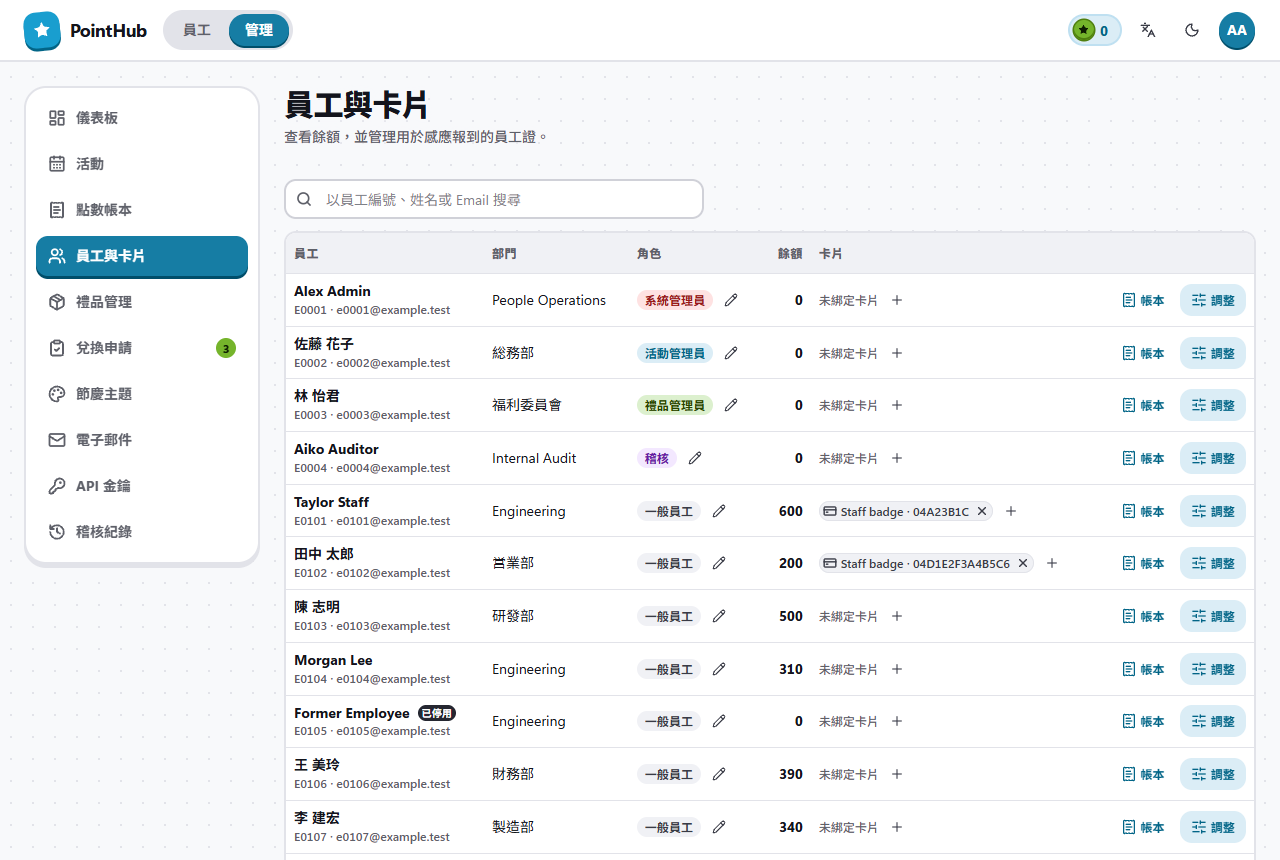 PointHub
員工
管理
0
AA
儀表板
活動
點數帳本
員工與卡片
禮品管理
兌換申請
3
節慶主題
電子郵件
API 金鑰
稽核紀錄
員工與卡片
查看餘額，並管理用於感應報到的員工證。
以員工編號、姓名或 Email 搜尋
員工 部門 角色 餘額 卡片
Alex Admin
E0001 · e0001@example.test
People Operations 系統管理員 0 未綁定卡片 帳本 調整
佐藤 花子
E0002 · e0002@example.test
総務部 活動管理員 0 未綁定卡片 帳本 調整
林 怡君
E0003 · e0003@example.test
福利委員會 禮品管理員 0 未綁定卡片 帳本 調整
Aiko Auditor
E0004 · e0004@example.test
Internal Audit 稽核 0 未綁定卡片 帳本 調整
Taylor Staff
E0101 · e0101@example.test
Engineering 一般員工 600 Staff badge · 04A23B1C 帳本 調整
田中 太郎
E0102 · e0102@example.test
営業部 一般員工 200 Staff badge · 04D1E2F3A4B5C6 帳本 調整
陳 志明
E0103 · e0103@example.test
研發部 一般員工 500 未綁定卡片 帳本 調整
Morgan Lee
E0104 · e0104@example.test
Engineering 一般員工 310 未綁定卡片 帳本 調整
Former Employee 已停用
E0105 · e0105@example.test
Engineering 一般員工 0 未綁定卡片 帳本 調整
王 美玲
E0106 · e0106@example.test
財務部 一般員工 390 未綁定卡片 帳本 調整
李 建宏
E0107 · e0107@example.test
製造部 一般員工 340 未綁定卡片 帳本 調整